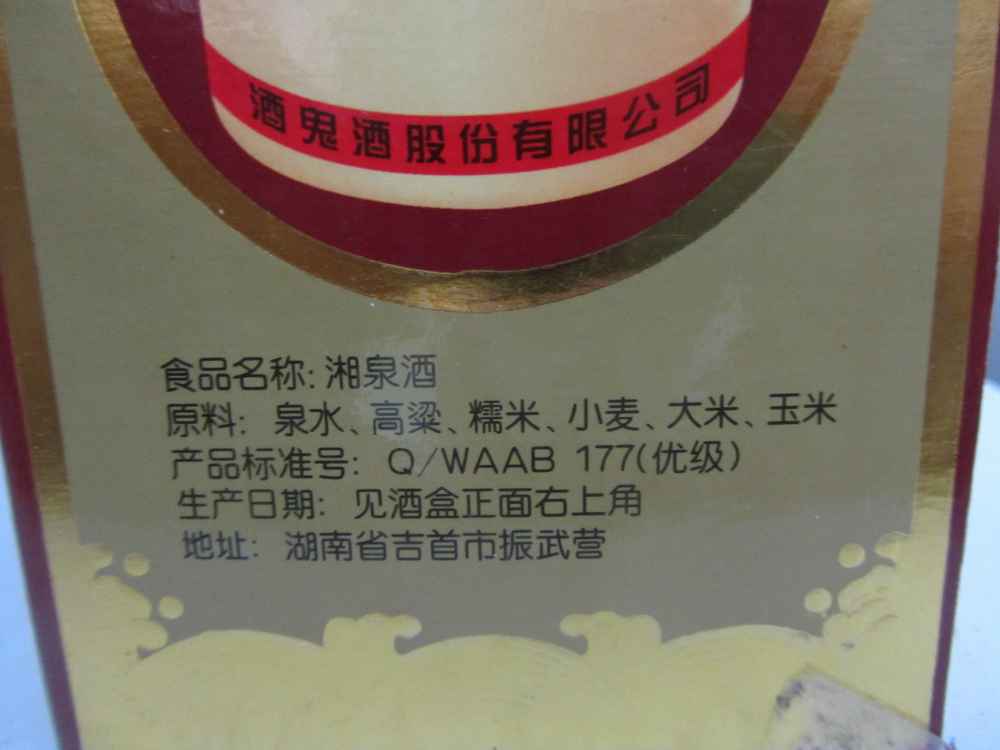 酒鬼酒股份有限公司
食品名称: 湘泉酒
原料: 泉水、高粱、糯米、小麦、大米、玉米
产品标准号: Q/WAAB 177(优级)
生产日期: 见酒盒正面右上角
地址: 湖南省吉首市振武营